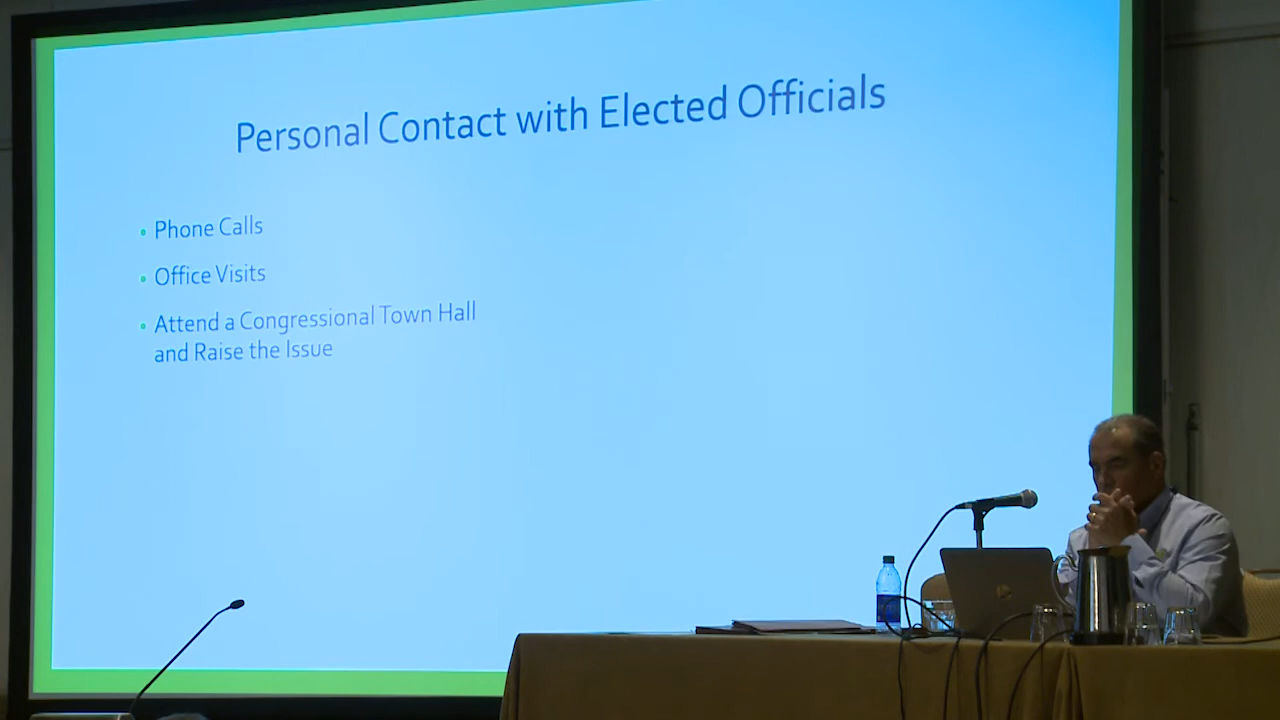 Personal Contact with Elected Officials
• Phone Calls
• Office Visits
• Attend a Congressional Town Hall
and Raise the Issue